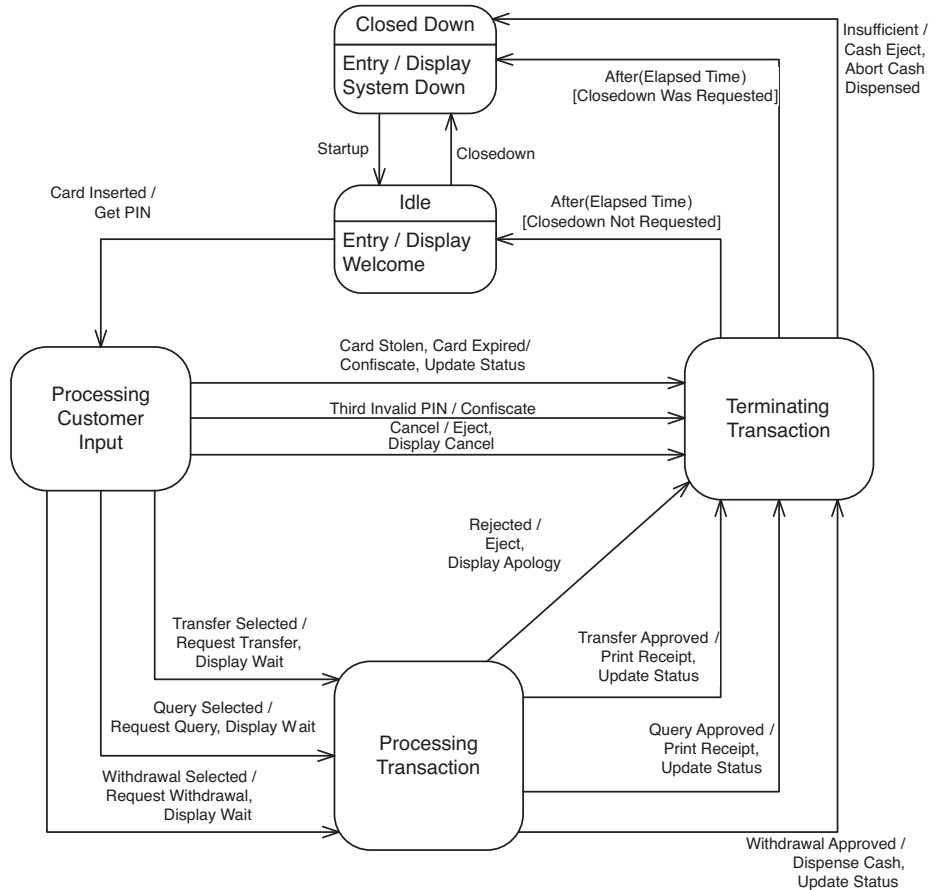 Closed Down
Entry / Display
System Down
Insufficient /
Cash Eject,
Abort Cash
Dispensed
After(Elapsed Time)
[Closedown Was Requested]
Startup
Closedown
Card Inserted /
Get PIN
Idle
Entry / Display
Welcome
After(Elapsed Time)
[Closedown Not Requested]
Processing
Customer
Input
Card Stolen, Card Expired/
Confiscate, Update Status
Third Invalid PIN / Confiscate
Cancel / Eject,
Display Cancel
Terminating
Transaction
Rejected /
Eject,
Display Apology
Transfer Selected /
Request Transfer,
Display Wait
Transfer Approved /
Print Receipt,
Update Status
Query Selected /
Request Query, Display Wait
Processing
Transaction
Query Approved /
Print Receipt,
Update Status
Withdrawal Selected /
Request Withdrawal,
Display Wait
Withdrawal Approved /
Dispense Cash,
Update Status